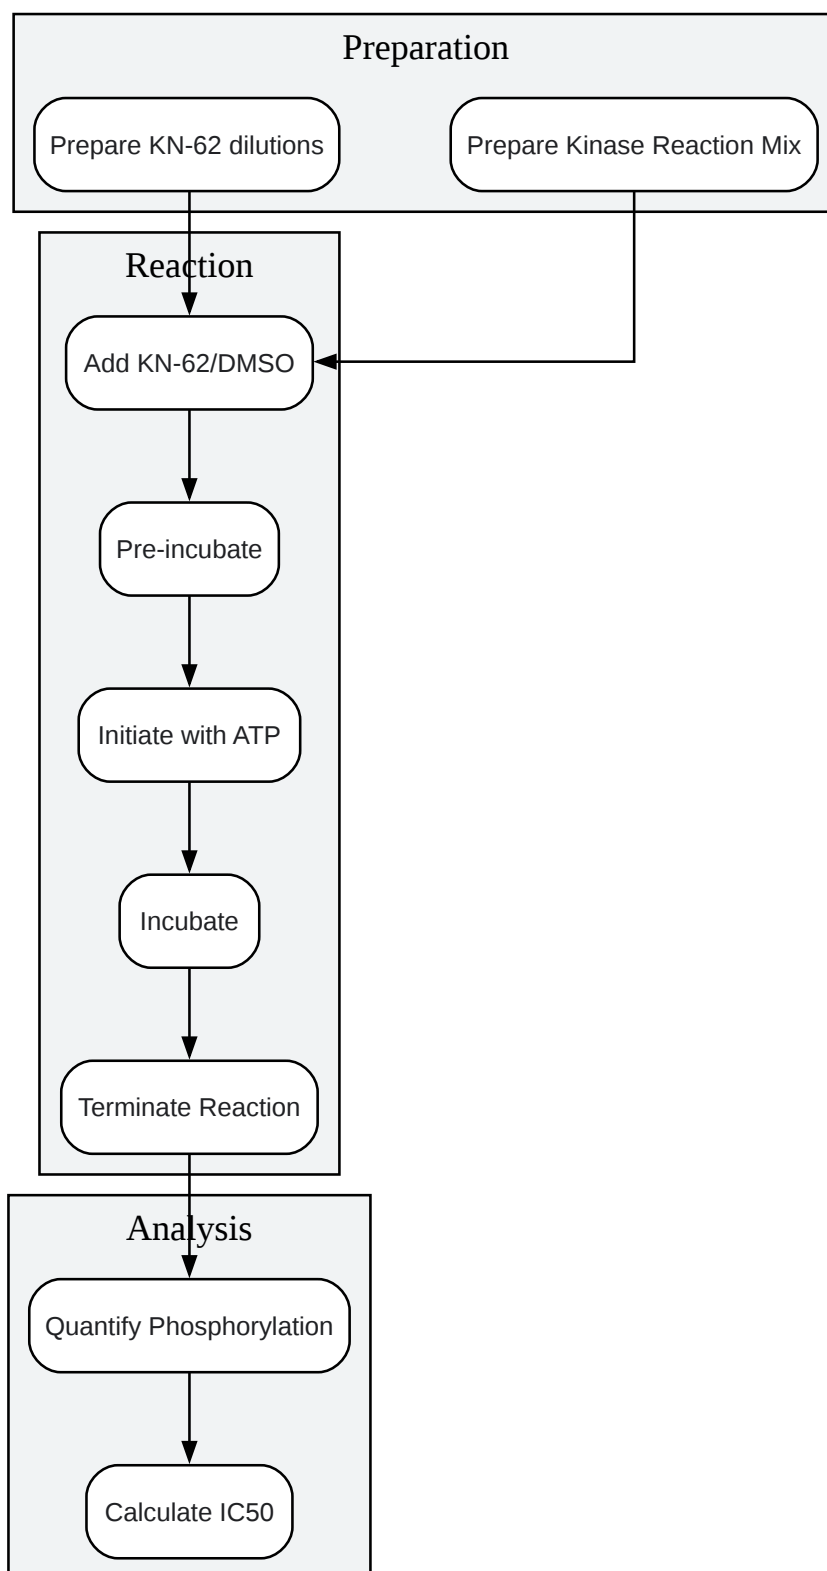 Preparation
Prepare KN-62 dilutions
Prepare Kinase Reaction Mix
Reaction
Add KN-62/DMSO
Pre-incubate
Initiate with ATP
Incubate
Terminate Reaction
Analysis
Quantify Phosphorylation
Calculate IC50